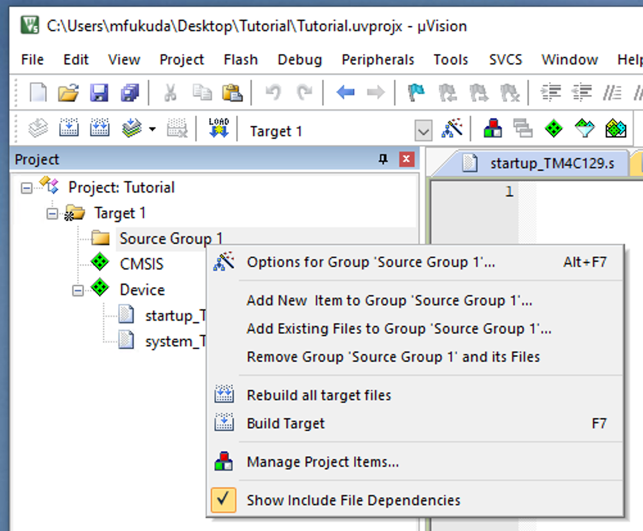 C:\Users\mfukuda\Desktop\Tutorial\Tutorial.uvprojx - µVision
File Edit View Project Flash Debug Peripherals Tools SVCS Window Help
LOAD Target 1
Project
startup_TM4C129.s
1
Project: Tutorial
Target 1
Source Group 1
CMSIS
Device
startup_T
system_T
Options for Group 'Source Group 1'... Alt+F7
Add New Item to Group 'Source Group 1'...
Add Existing Files to Group 'Source Group 1'...
Remove Group 'Source Group 1' and its Files
Rebuild all target files
Build Target F7
Manage Project Items...
Show Include File Dependencies